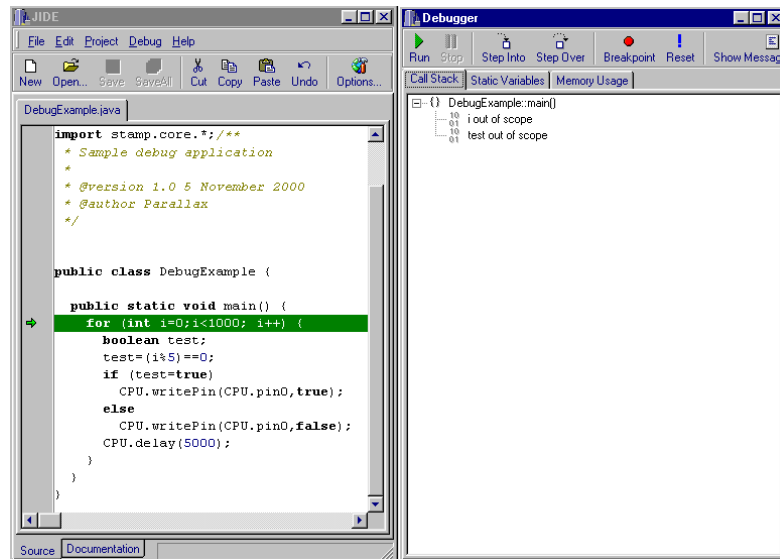 JIDE
File Edit Project Debug Help
New Open... Save SaveAll Cut Copy Paste Undo Options...
DebugExample.java
import stamp.core.*;/**
* Sample debug application
*
* @version 1.0 5 November 2000
* @author Parallax
*/
public class DebugExample {
public static void main() {
for (int i=0;i<1000; i++) {
boolean test;
test=(i%5)==0;
if (test=true)
CPU.writePin(CPU.pin0,true);
else
CPU.writePin(CPU.pin0,false);
CPU.delay(5000);
}
}
}
Source Documentation
Debugger
Run Stop Step Into Step Over Breakpoint Reset Show Messag
Call Stack Static Variables Memory Usage
{} DebugExample::main()
10
01 i out of scope
10
01 test out of scope